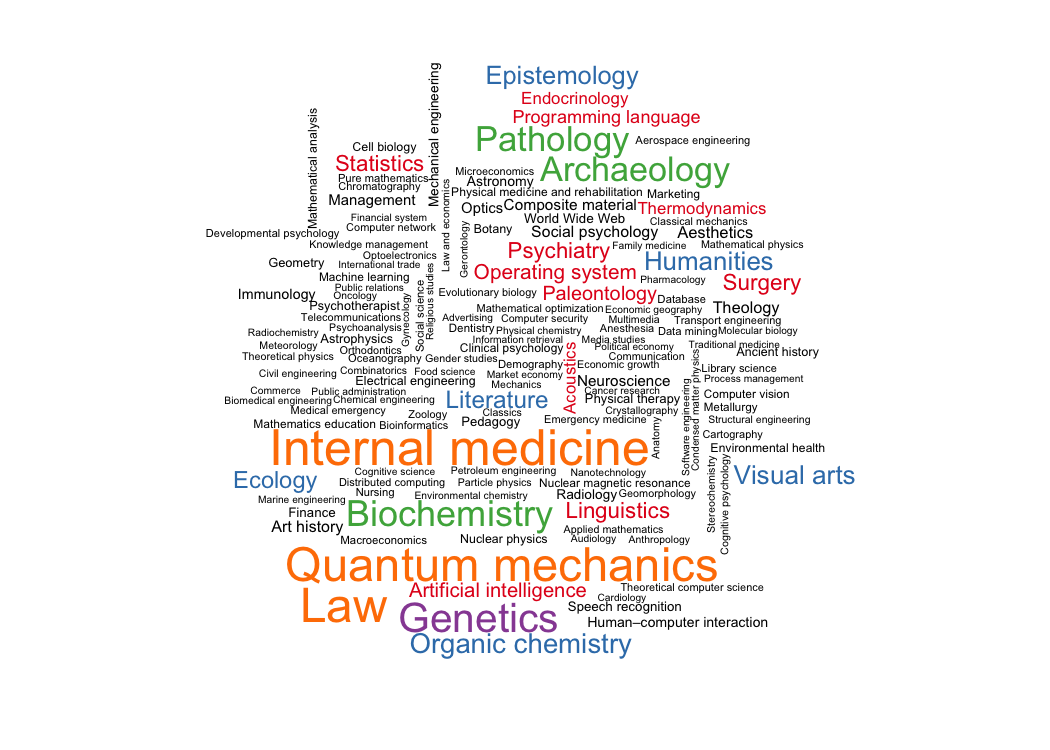 Epistemology
Endocrinology
Programming language
Pathology
Aerospace engineering
Mechanical engineering
Mathematical analysis
Cell biology
Statistics
Archaeology
Microeconomics
Pure mathematics
Astronomy
Chromatography
Physical medicine and rehabilitation
Marketing
Management
Law and economics
Optics
Composite material
Thermodynamics
Financial system
World Wide Web
Classical mechanics
Computer network
Botany
Social psychology
Aesthetics
Developmental psychology
Gerontology
Knowledge management
Psychiatry
Family medicine
Mathematical physics
Optoelectronics
Geometry
International trade
Humanities
Operating system
Machine learning
Pharmacology
Surgery
Public relations
Religious studies
Social science
Gynecology
Immunology
Oncology
Evolutionary biology
Paleontology
Database
Psychotherapist
Mathematical optimization
Economic geography
Theology
Telecommunications
Advertising
Computer security
Multimedia
Transport engineering
Psychoanalysis
Dentistry
Physical chemistry
Anesthesia
Data mining
Molecular biology
Radiochemistry
Astrophysics
Information retrieval
Media studies
Meteorology
Orthodontics
Clinical psychology
Political economy
Traditional medicine
Ancient history
Theoretical physics
Oceanography
Gender studies
Communication
Acoustics
Demography
Economic growth
Library science
Civil engineering
Combinatorics
Food science
Market economy
Electrical engineering
Mechanics
Neuroscience
Process management
Commerce
Public administration
Cancer research
Software engineering
Condensed matter physics
Computer vision
Biomedical engineering
Chemical engineering
Literature
Physical therapy
Metallurgy
Medical emergency
Zoology
Classics
Crystallography
Mathematics education
Bioinformatics
Pedagogy
Emergency medicine
Anatomy
Structural engineering
Cartography
Internal medicine
Environmental health
Ecology
Cognitive science
Petroleum engineering
Nanotechnology
Visual arts
Distributed computing
Particle physics
Nuclear magnetic resonance
Stereochemistry
Cognitive psychology
Nursing
Environmental chemistry
Radiology
Geomorphology
Marine engineering
Finance
Biochemistry
Linguistics
Art history
Applied mathematics
Macroeconomics
Nuclear physics
Audiology
Anthropology
Quantum mechanics
Artificial intelligence
Theoretical computer science
Cardiology
Law
Genetics
Speech recognition
Human–computer interaction
Organic chemistry